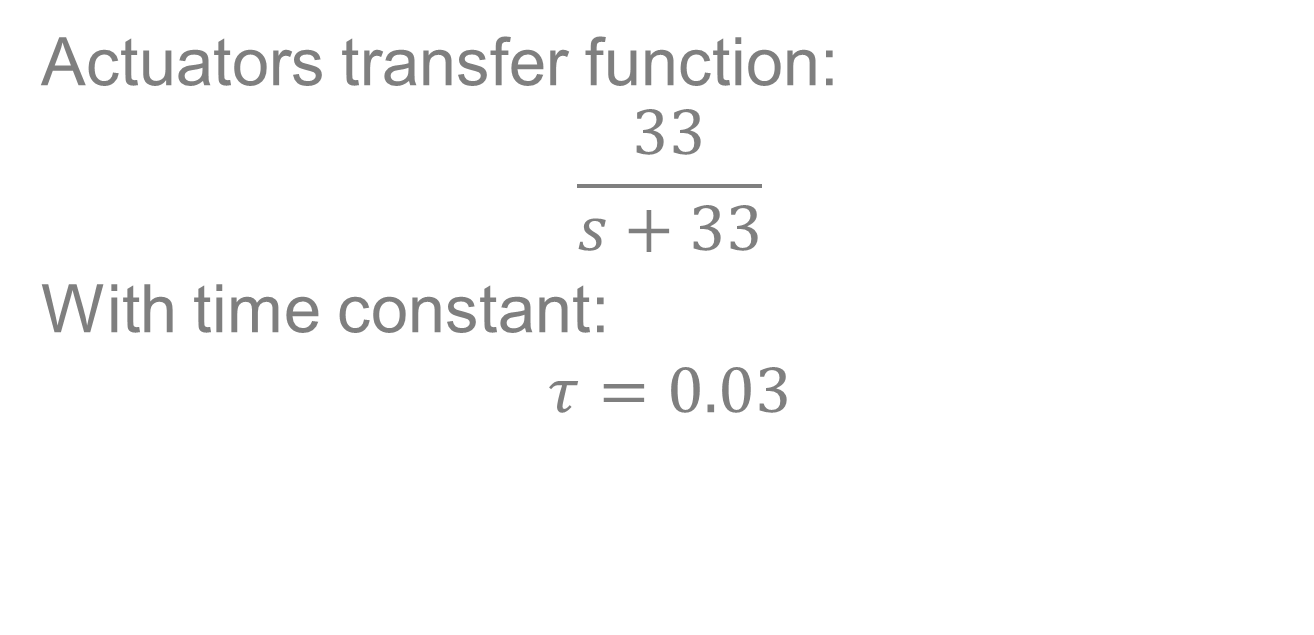 Actuators transfer function:
33
s + 33
With time constant:
τ = 0.03